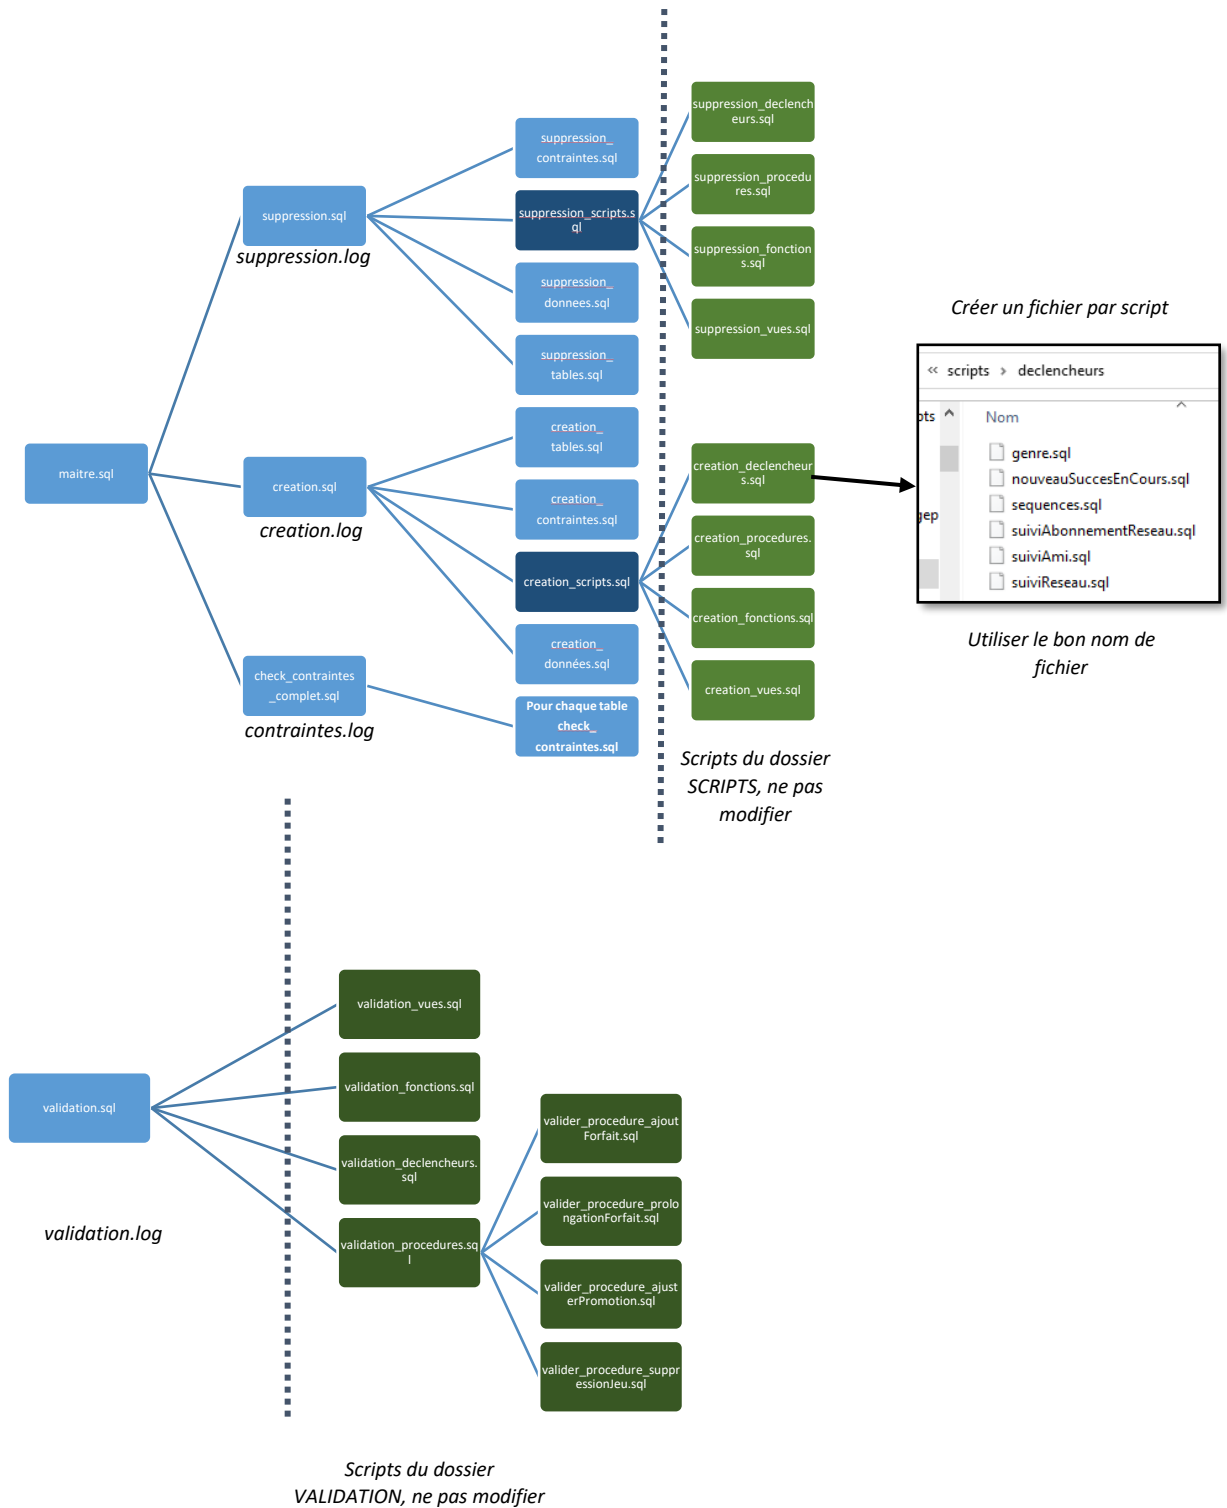 maitre.sql
suppression.sql
suppression.log
creation.sql
creation.log
check_contraintes
_complet.sql
contraintes.log
suppression_
contraintes.sql
suppression_scripts.s
ql
suppression_
donnees.sql
suppression_
tables.sql
creation_
tables.sql
creation_
contraintes.sql
creation_scripts.sql
creation_
données.sql
Pour chaque table
check_
contraintes.sql
suppression_declench
eurs.sql
suppression_procedu
res.sql
suppression_fonction
s.sql
suppression_vues.sql
creation_declencheur
s.sql
creation_procedures.
sql
creation_fonctions.sql
creation_vues.sql
Scripts du dossier
SCRIPTS, ne pas
modifier
Créer un fichier par script
« scripts > declencheurs
pts
Nom
genre.sql
nouveauSuccesEnCours.sql
sequences.sql
gep
suiviAbonnementReseau.sql
suiviAmi.sql
suiviReseau.sql
Utiliser le bon nom de
fichier
validation.sql
validation.log
validation_vues.sql
validation_fonctions.sql
validation_declencheurs.
sql
validation_procedures.sq
l
valider_procedure_ajout
Forfait.sql
valider_procedure_prolo
ngationForfait.sql
valider_procedure_ajust
erPromotion.sql
valider_procedure_suppr
essionJeu.sql
Scripts du dossier
VALIDATION, ne pas modifier